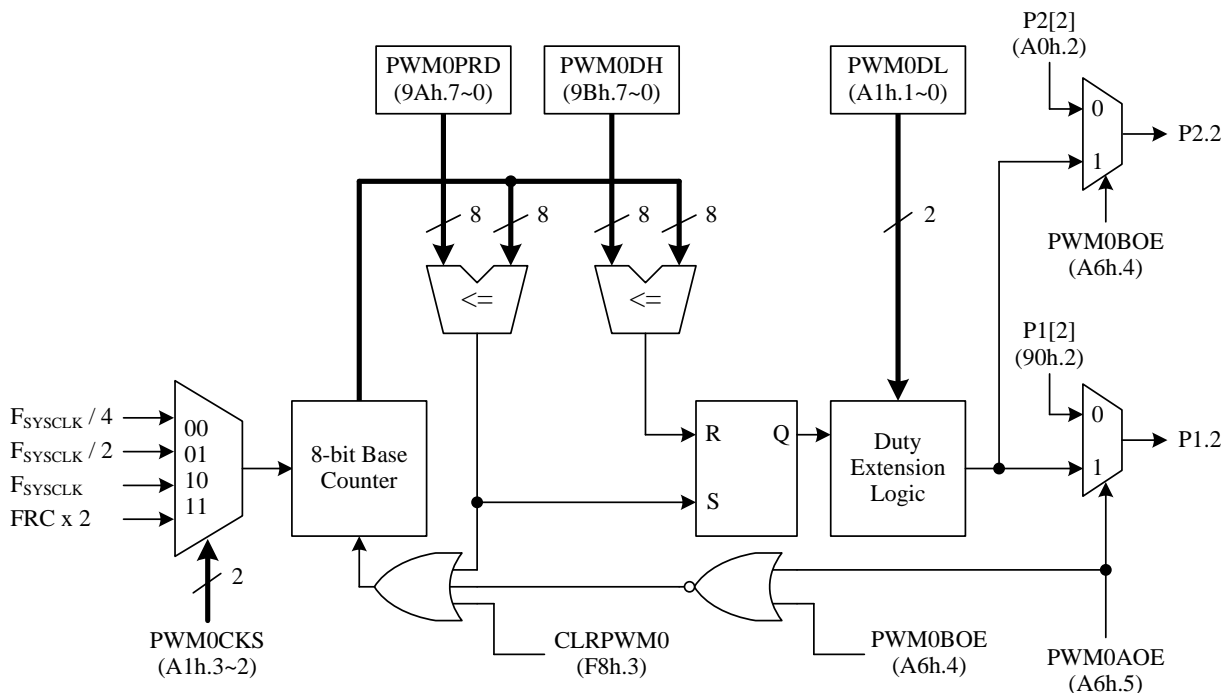 P2[2]
(A0h.2)
PWM0PRD
(9Ah.7~0)
PWM0DH
(9Bh.7~0)
PWM0DL
(A1h.1~0)
0
1
P2.2
8
8
8
8
2
PWM0BOE
(A6h.4)
<=
<=
P1[2]
(90h.2)
F_SYSCLK / 4
F_SYSCLK / 2
F_SYSCLK
FRC x 2
00
01
10
11
8-bit Base
Counter
R
Q
S
Duty
Extension
Logic
0
1
P1.2
2
PWM0CKS
(A1h.3~2)
CLRPWM0
(F8h.3)
PWM0BOE
(A6h.4)
PWM0AOE
(A6h.5)